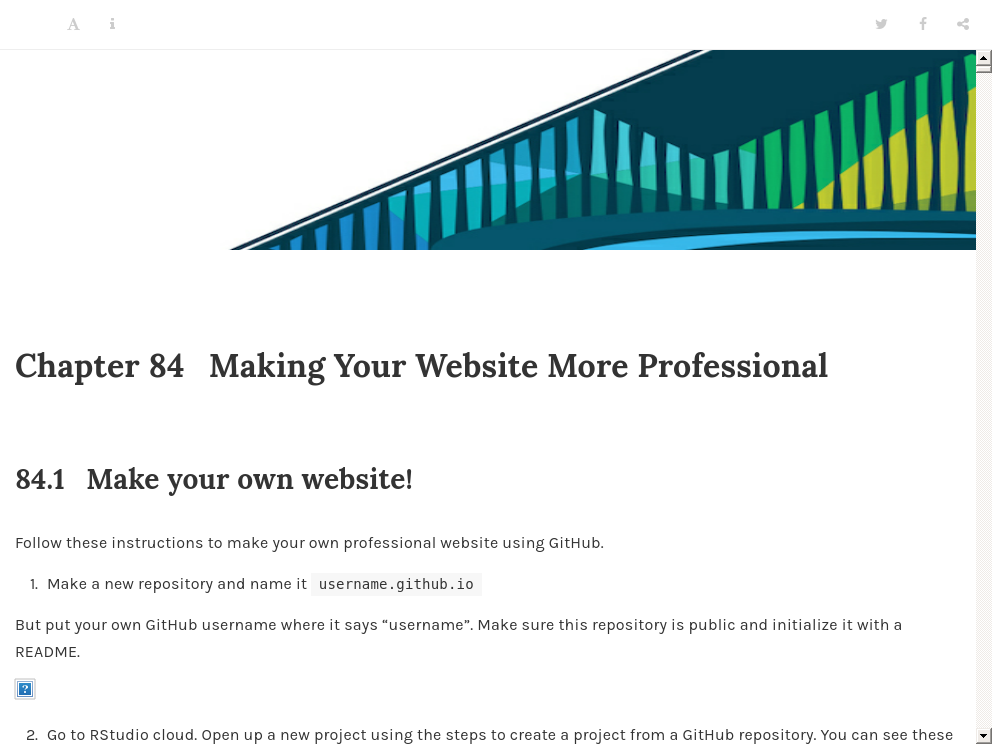 Chapter 84 Making Your Website More Professional
84.1 Make your own website!
Follow these instructions to make your own professional website using GitHub.
1. Make a new repository and name it username.github.io
But put your own GitHub username where it says “username”. Make sure this repository is public and initialize it with a
README.
2. Go to RStudio cloud. Open up a new project using the steps to create a project from a GitHub repository. You can see these